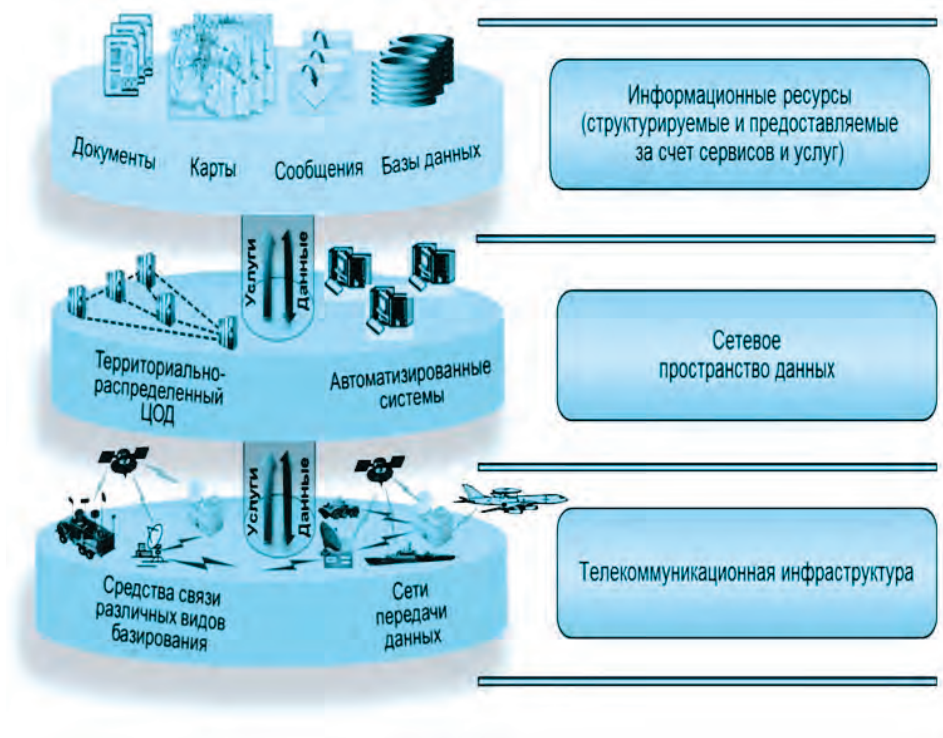 Документы
Карты
Сообщения
Базы данных
Информационные ресурсы
(структурируемые и предоставляемые
за счет сервисов и услуг)
Услуги
Данные
Территориально-
распределенный
ЦОД
Автоматизированные
системы
Сетевое
пространство данных
Услуги
Данные
Средства связи
различных видов
базирования
Сети
передачи
данных
Телекоммуникационная инфраструктура